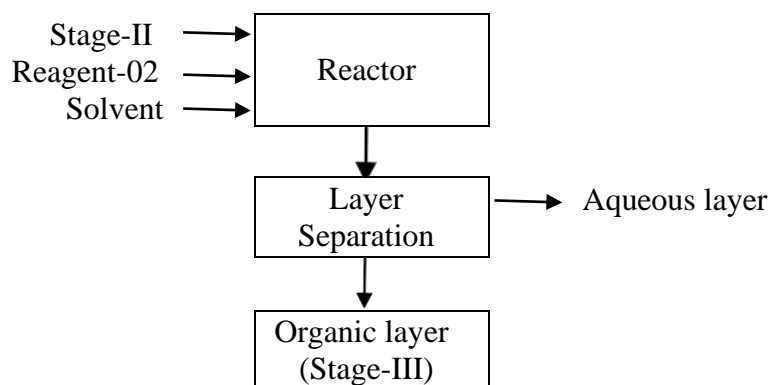 Stage-II
Reagent-02
Solvent
Reactor
Layer
Separation
Aqueous layer
Organic layer
(Stage-III)